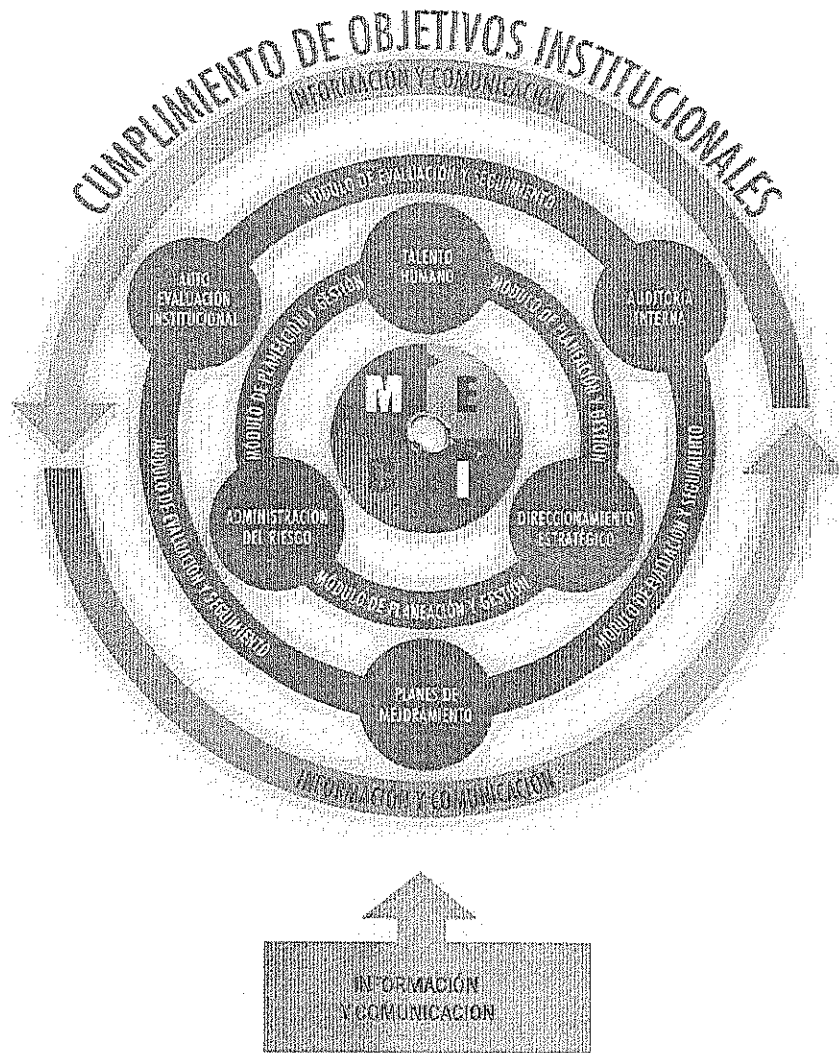 CUMPLIMIENTO DE OBJETIVOS INSTITUCIONALES
INFORMACIÓN Y COMUNICACIÓN
MÓDULO DE EVALUACIÓN Y SEGUIMIENTO
TALENTO
HUMANO
AUTO
EVALUACIÓN
INSTITUCIONAL
AUDITORÍA
INTERNA
MÓDULO DE PLANEACIÓN Y GESTIÓN
MÓDULO DE PLANEACIÓN Y GESTIÓN
M E
I
ADMINISTRACIÓN
DEL RIESGO
DIRECCIONAMIENTO
ESTRATÉGICO
MÓDULO DE EVALUACIÓN Y SEGUIMIENTO
MÓDULO DE EVALUACIÓN Y SEGUIMIENTO
MÓDULO DE PLANEACIÓN Y GESTIÓN
PLANES DE
MEJORAMIENTO
INFORMACIÓN Y COMUNICACIÓN
INFORMACIÓN
Y COMUNICACIÓN